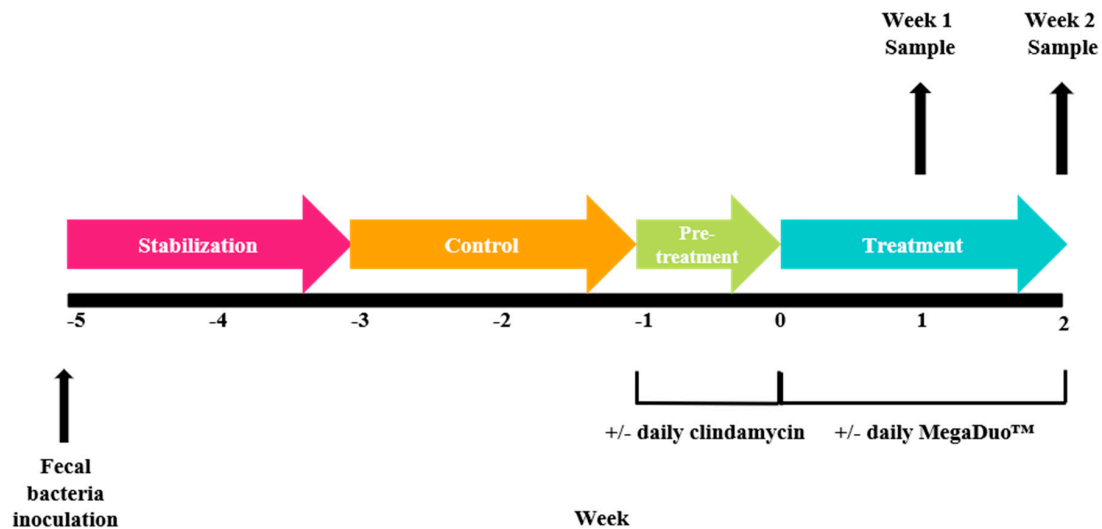 Week 1
Sample
Week 2
Sample
Stabilization
Control
Pre-
treatment
Treatment
-5
-4
-3
-2
-1
0
1
2
+/- daily clindamycin
+/- daily MegaDuo™
Fecal
bacteria
inoculation
Week